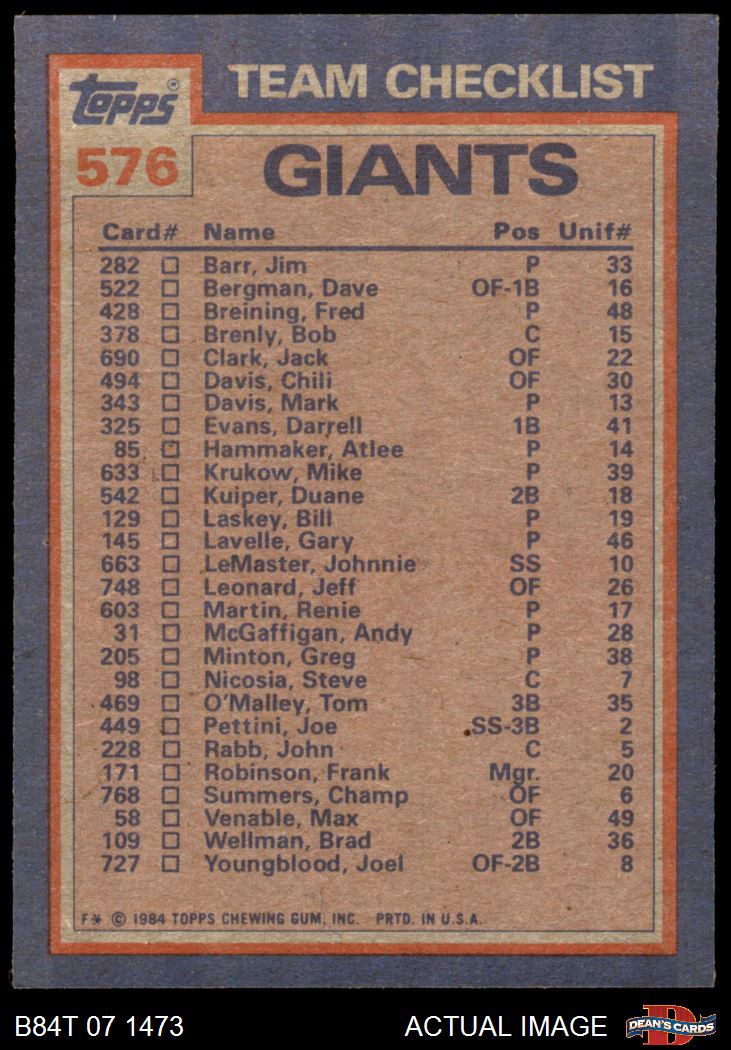 topps ®
576
TEAM CHECKLIST
GIANTS
Card# Name Pos Unif#
282 Barr, Jim P 33
522 Bergman, Dave OF-1B 16
428 Breining, Fred P 48
378 Brenly, Bob C 15
690 Clark, Jack OF 22
494 Davis, Chili OF 30
343 Davis, Mark P 13
325 Evans, Darrell 1B 41
85 Hammaker, Atlee P 14
633 Krukow, Mike P 39
542 Kuiper, Duane 2B 18
129 Laskey, Bill P 19
145 Lavelle, Gary P 46
663 LeMaster, Johnnie SS 10
748 Leonard, Jeff OF 26
603 Martin, Renie P 17
31 McGaffigan, Andy P 28
205 Minton, Greg P 38
98 Nicosia, Steve C 7
469 O'Malley, Tom 3B 35
449 Pettini, Joe SS-3B 2
228 Rabb, John C 5
171 Robinson, Frank Mgr. 20
768 Summers, Champ OF 6
58 Venable, Max OF 49
109 Wellman, Brad 2B 36
727 Youngblood, Joel OF-2B 8
F* © 1984 TOPPS CHEWING GUM, INC. PRTD. IN U.S.A.
B84T 07 1473 ACTUAL IMAGE
D
DEAN'S CARDS